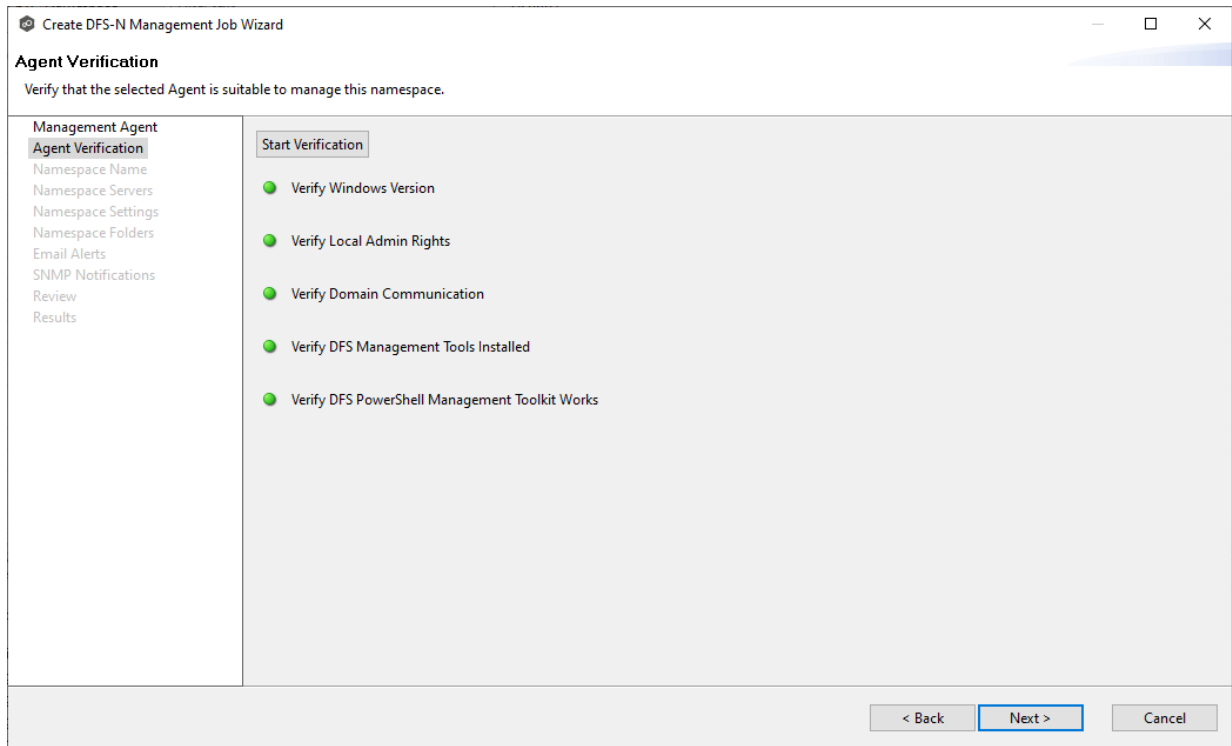 Create DFS-N Management Job Wizard
Agent Verification
Verify that the selected Agent is suitable to manage this namespace.
Management Agent
Agent Verification
Namespace Name
Namespace Servers
Namespace Settings
Namespace Folders
Email Alerts
SNMP Notifications
Review
Results
Start Verification
Verify Windows Version
Verify Local Admin Rights
Verify Domain Communication
Verify DFS Management Tools Installed
Verify DFS PowerShell Management Toolkit Works
< Back
Next >
Cancel